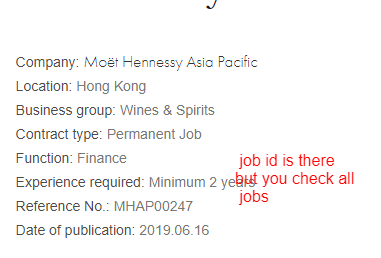 Company: Moët Hennessy Asia Pacific
Location: Hong Kong
Business group: Wines & Spirits
Contract type: Permanent Job
Function: Finance
job id is there
Experience required: Minimum 2 years
but you check all
jobs
Reference No.: MHAP00247
Date of publication: 2019.06.16